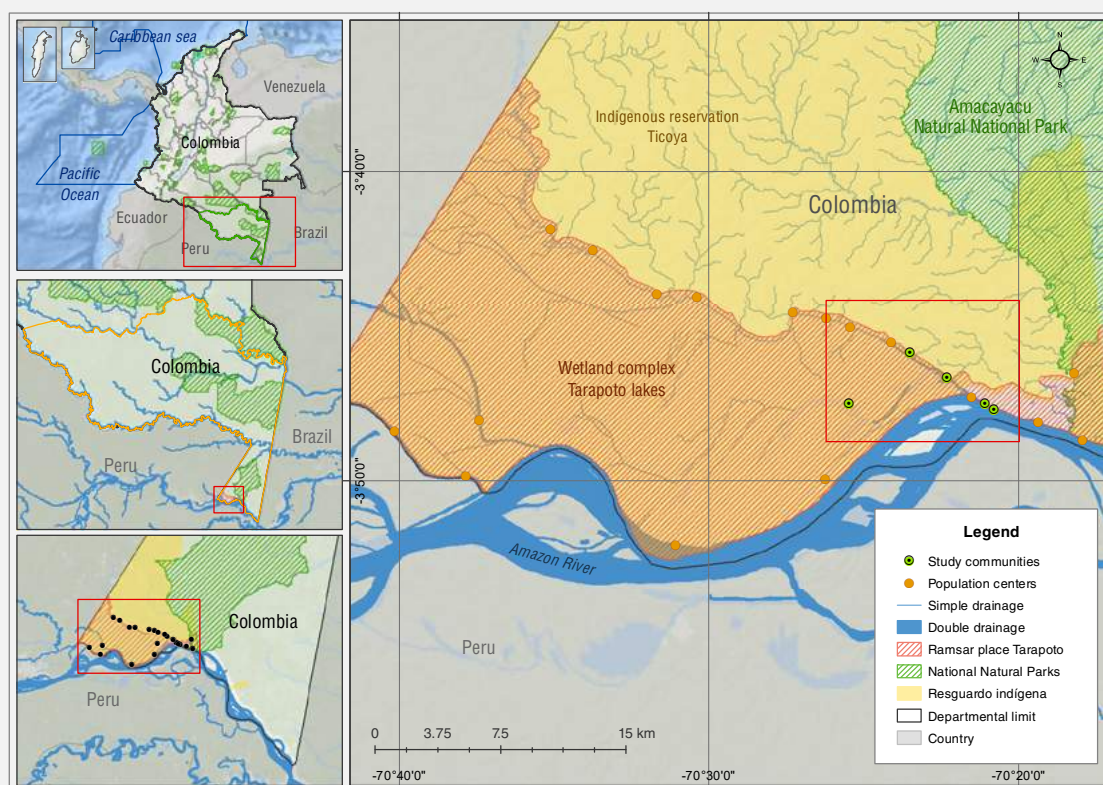 Caribbean sea
Venezuela
Colombia
Pacific
Ocean
Ecuador
Peru
Brazil
Colombia
Brazil
Peru
Colombia
Peru
N
W
E
S
Indigenous reservation
Ticoya
Amacayacu
Natural National Park
Colombia
Wetland complex
Tarapoto lakes
Amazon River
Peru
-3°40'0"
-3°50'0"
0
3.75
7.5
15 km
-70°40'0"
-70°30'0"
-70°20'0"
Legend
Study communities
Population centers
Simple drainage
Double drainage
Ramsar place Tarapoto
National Natural Parks
Resguardo indígena
Departmental limit
Country